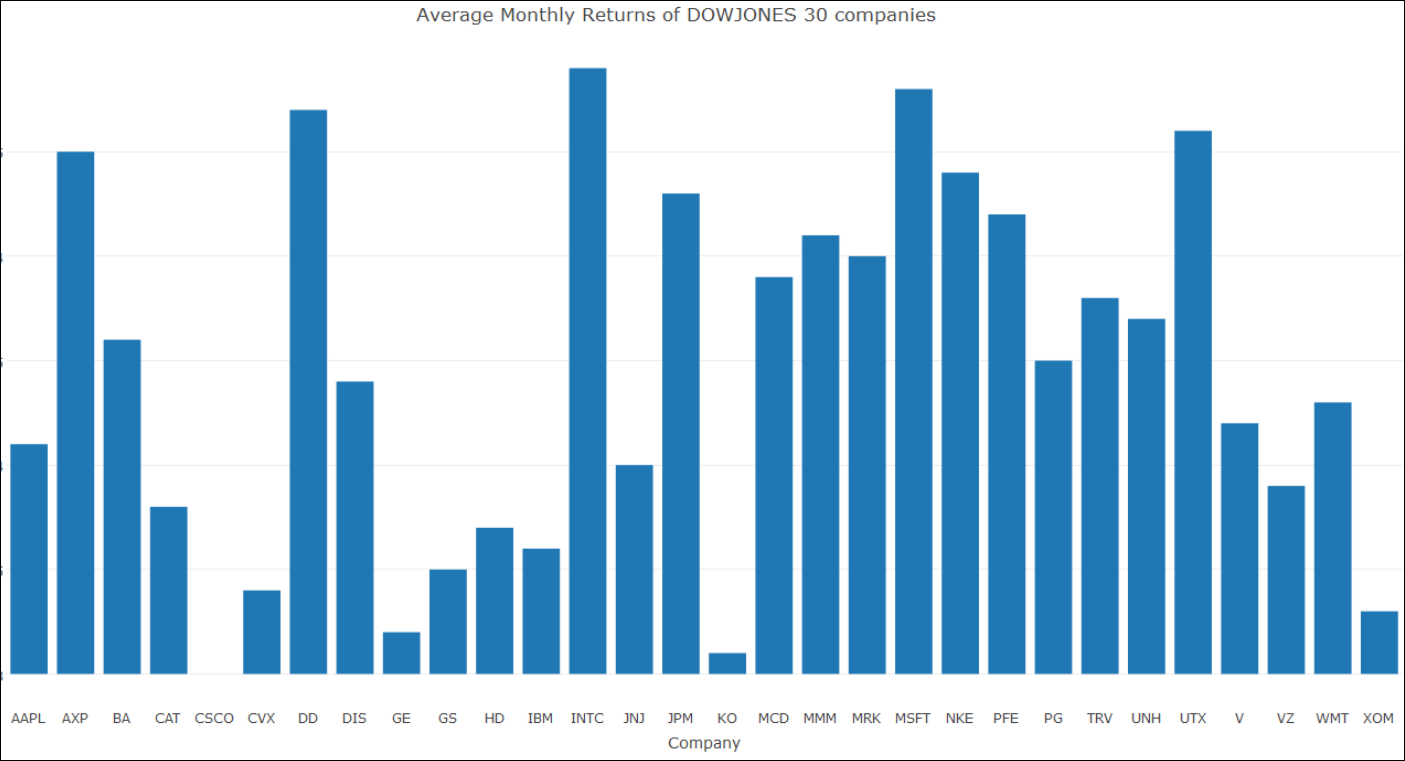 Average Monthly Returns of DOWJONES 30 companies
AAPL AXP BA CAT CSCO CVX DD DIS GE GS HD IBM INTC JNJ JPM KO MCD MMM MRK MSFT NKE PFE PG TRV UNH UTX V VZ WMT XOM
Company